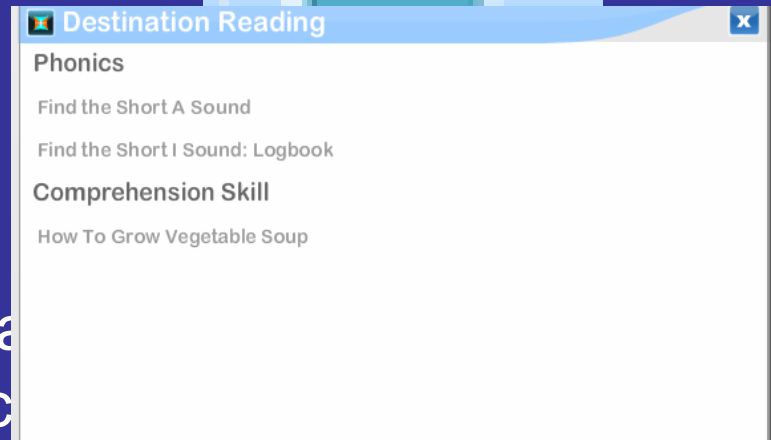 Destination Reading
Phonics
Find the Short A Sound
Find the Short I Sound: Logbook
Comprehension Skill
How To Grow Vegetable Soup